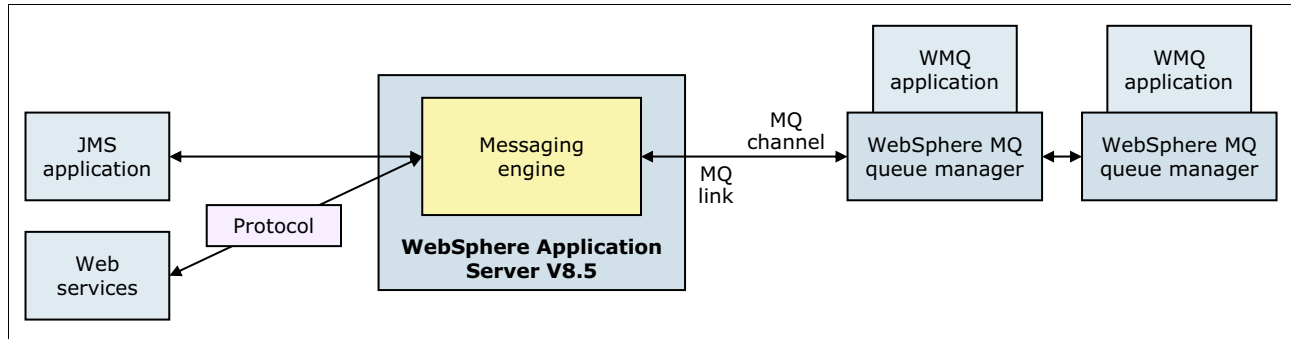 JMS
application
Web
services
Protocol
Messaging
engine
WebSphere Application
Server V8.5
MQ
channel
MQ
link
WMQ
application
WebSphere MQ
queue manager
WMQ
application
WebSphere MQ
queue manager